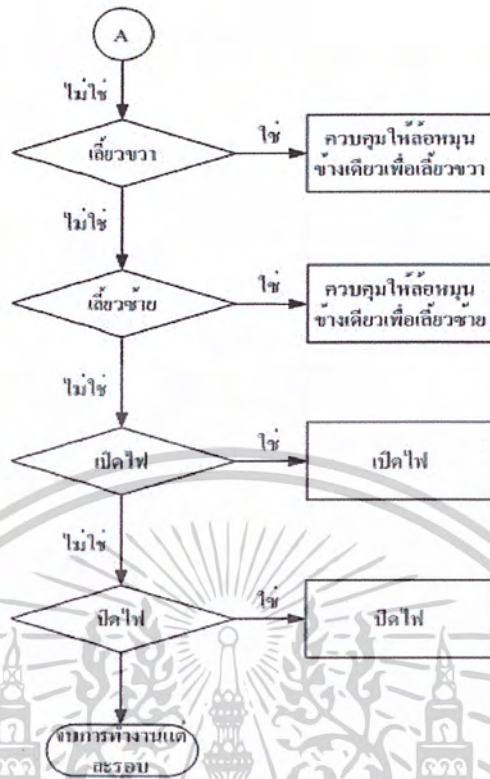 A
ไม่ใช่
เลี้ยวขวา
ใช่
ควบคุมให้ล้อหมุน
ข้างเดียวเพื่อเลี้ยวขวา
ไม่ใช่
เลี้ยวซ้าย
ใช่
ควบคุมให้ล้อหมุน
ข้างเดียวเพื่อเลี้ยวซ้าย
ไม่ใช่
เปิดไฟ
ใช่
เปิดไฟ
ไม่ใช่
ปิดไฟ
ใช่
ปิดไฟ
จบการทำงานแต่
ละรอบ